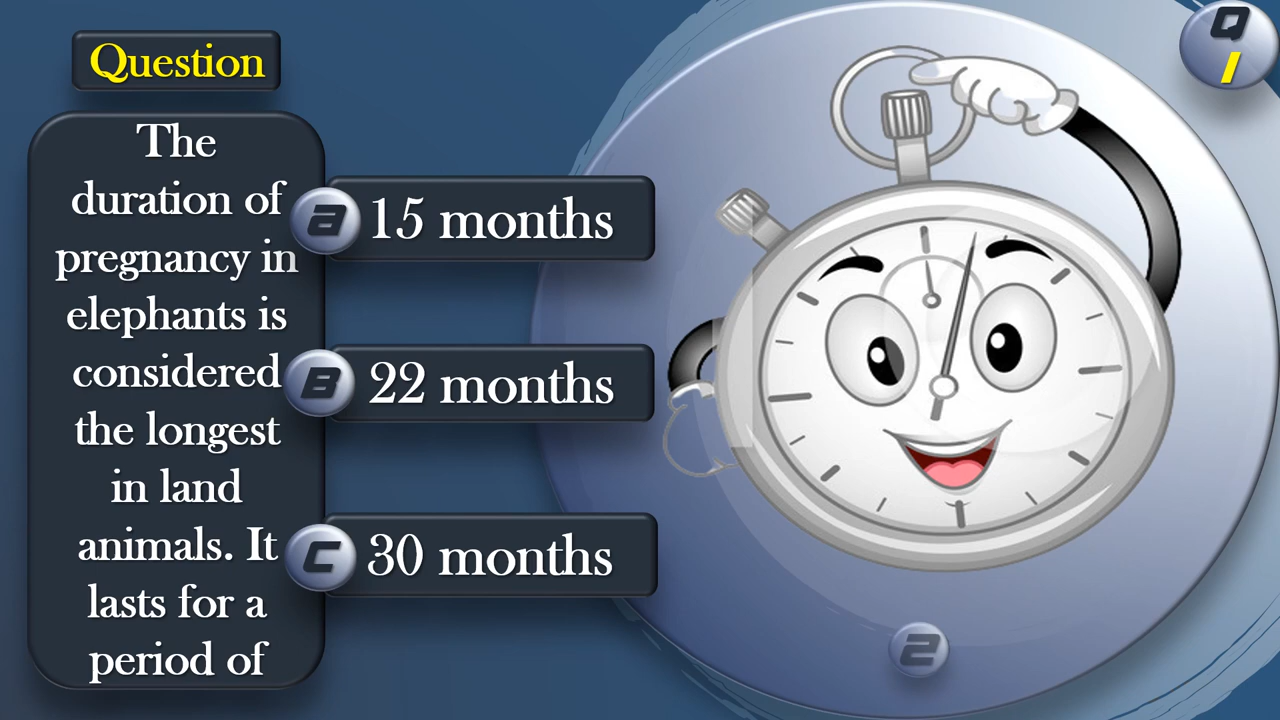 Question
Q
1
The
duration of
pregnancy in
elephants is
considered
the longest
in land
animals. It
lasts for a
period of
a 15 months
B 22 months
C 30 months
2